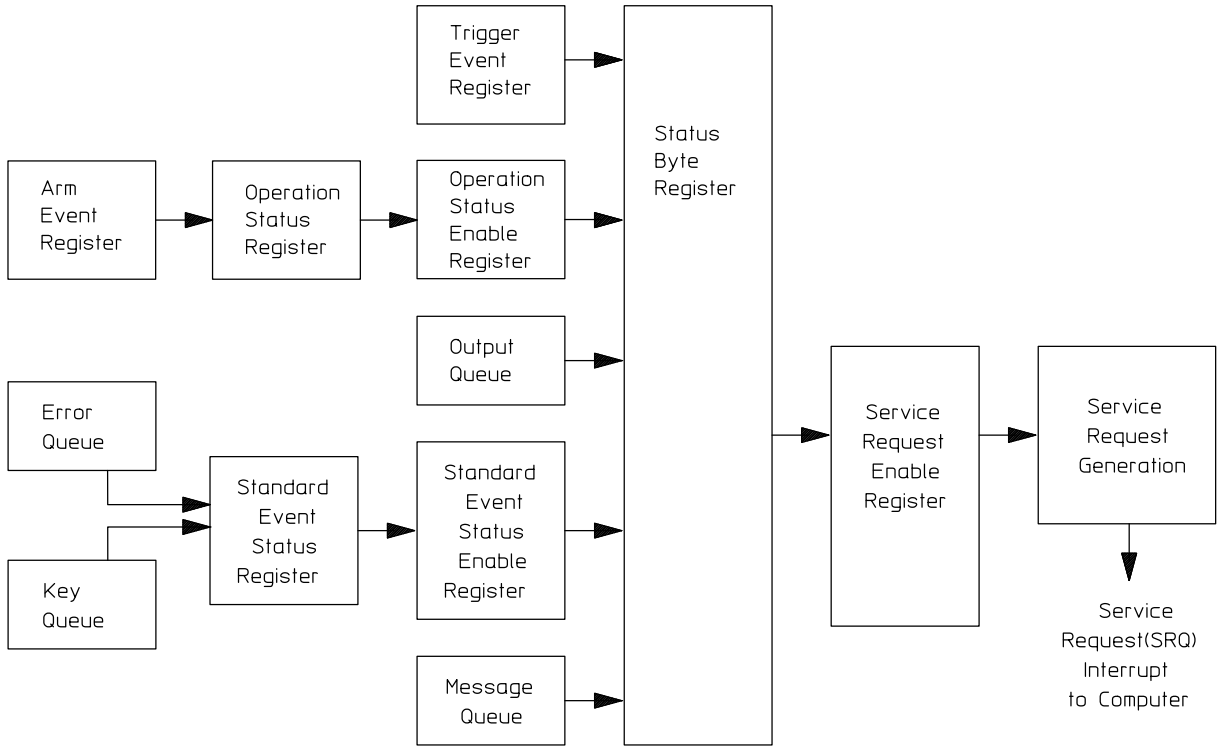 Trigger
Event
Register
Arm
Event
Register
Operation
Status
Register
Operation
Status
Enable
Register
Status
Byte
Register
Output
Queue
Error
Queue
Key
Queue
Standard
Event
Status
Register
Standard
Event
Status
Enable
Register
Message
Queue
Service
Request
Enable
Register
Service
Request
Generation
Service
Request(SRQ)
Interrupt
to Computer